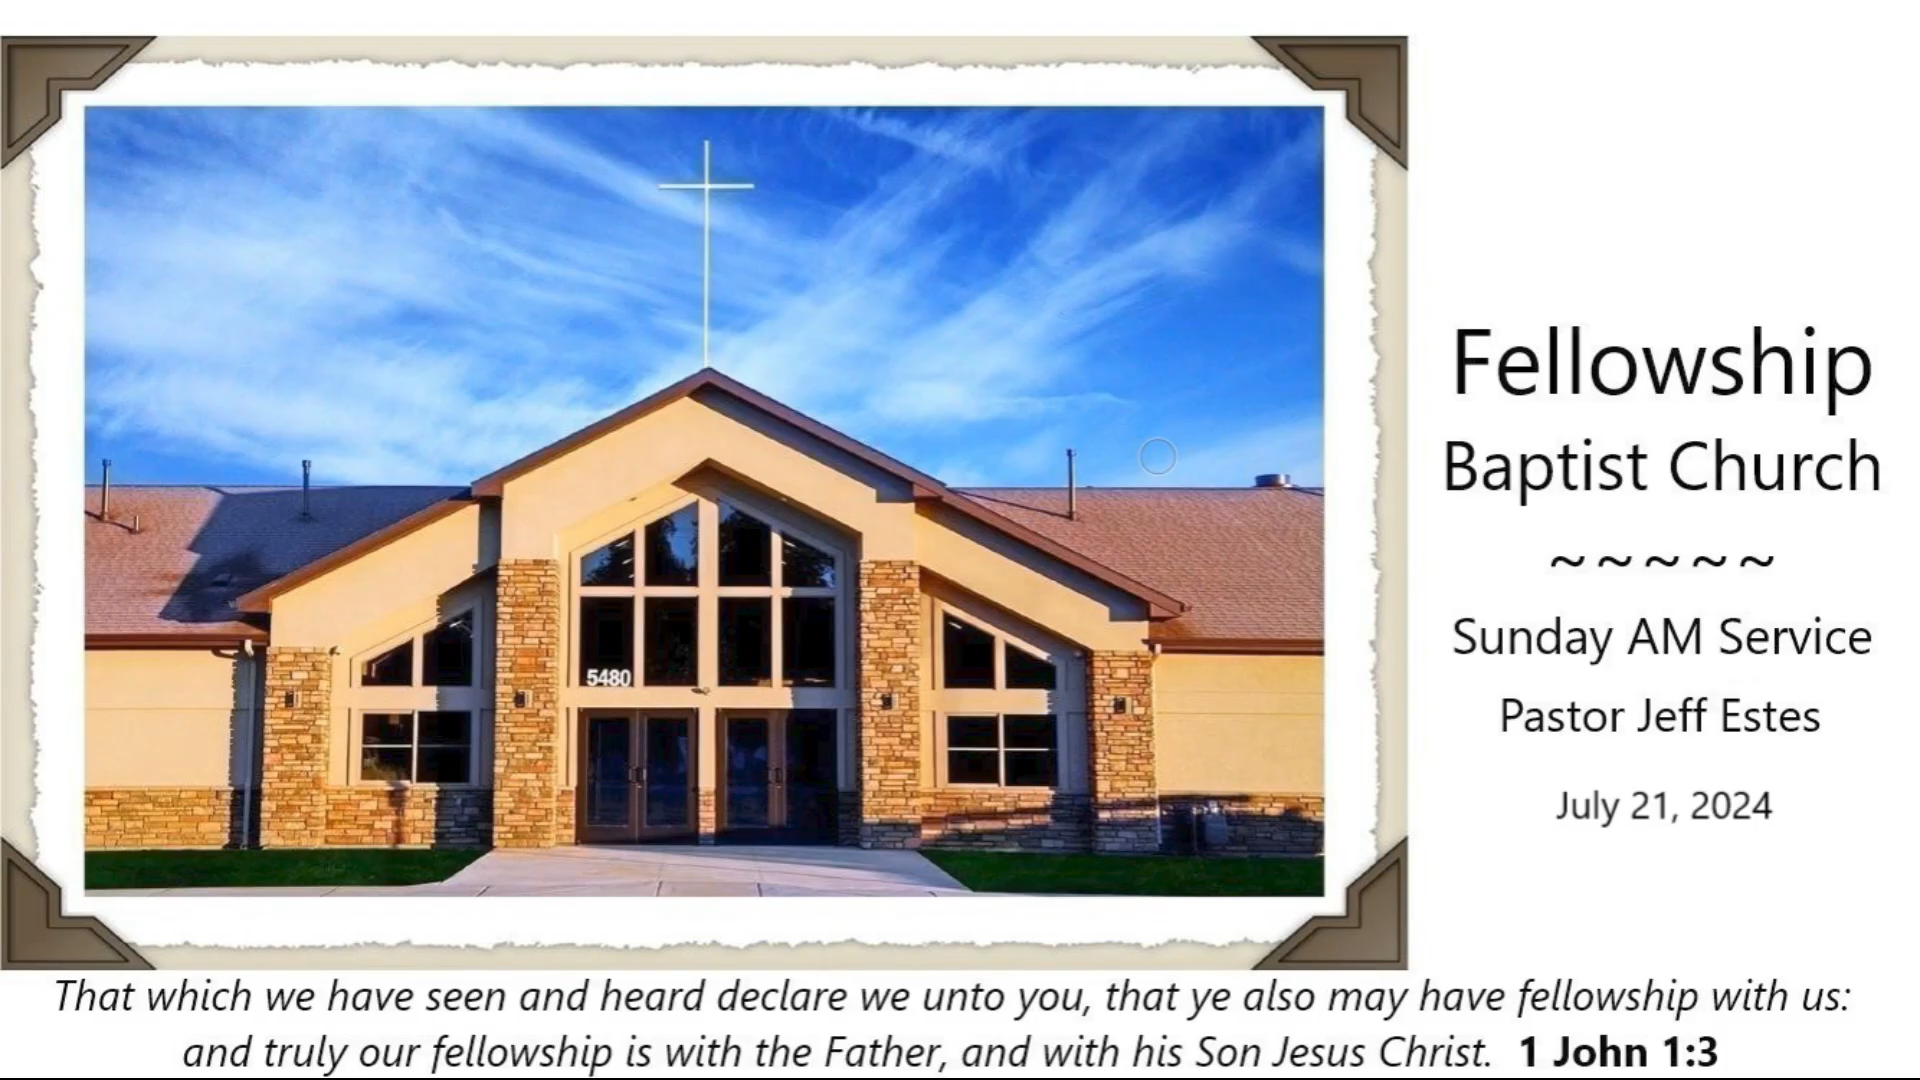 Fellowship
Baptist Church
~ ~ ~ ~ ~
Sunday AM Service
Pastor Jeff Estes
July 21, 2024
5480
That which we have seen and heard declare we unto you, that ye also may have fellowship with us:
and truly our fellowship is with the Father, and with his Son Jesus Christ. 1 John 1:3